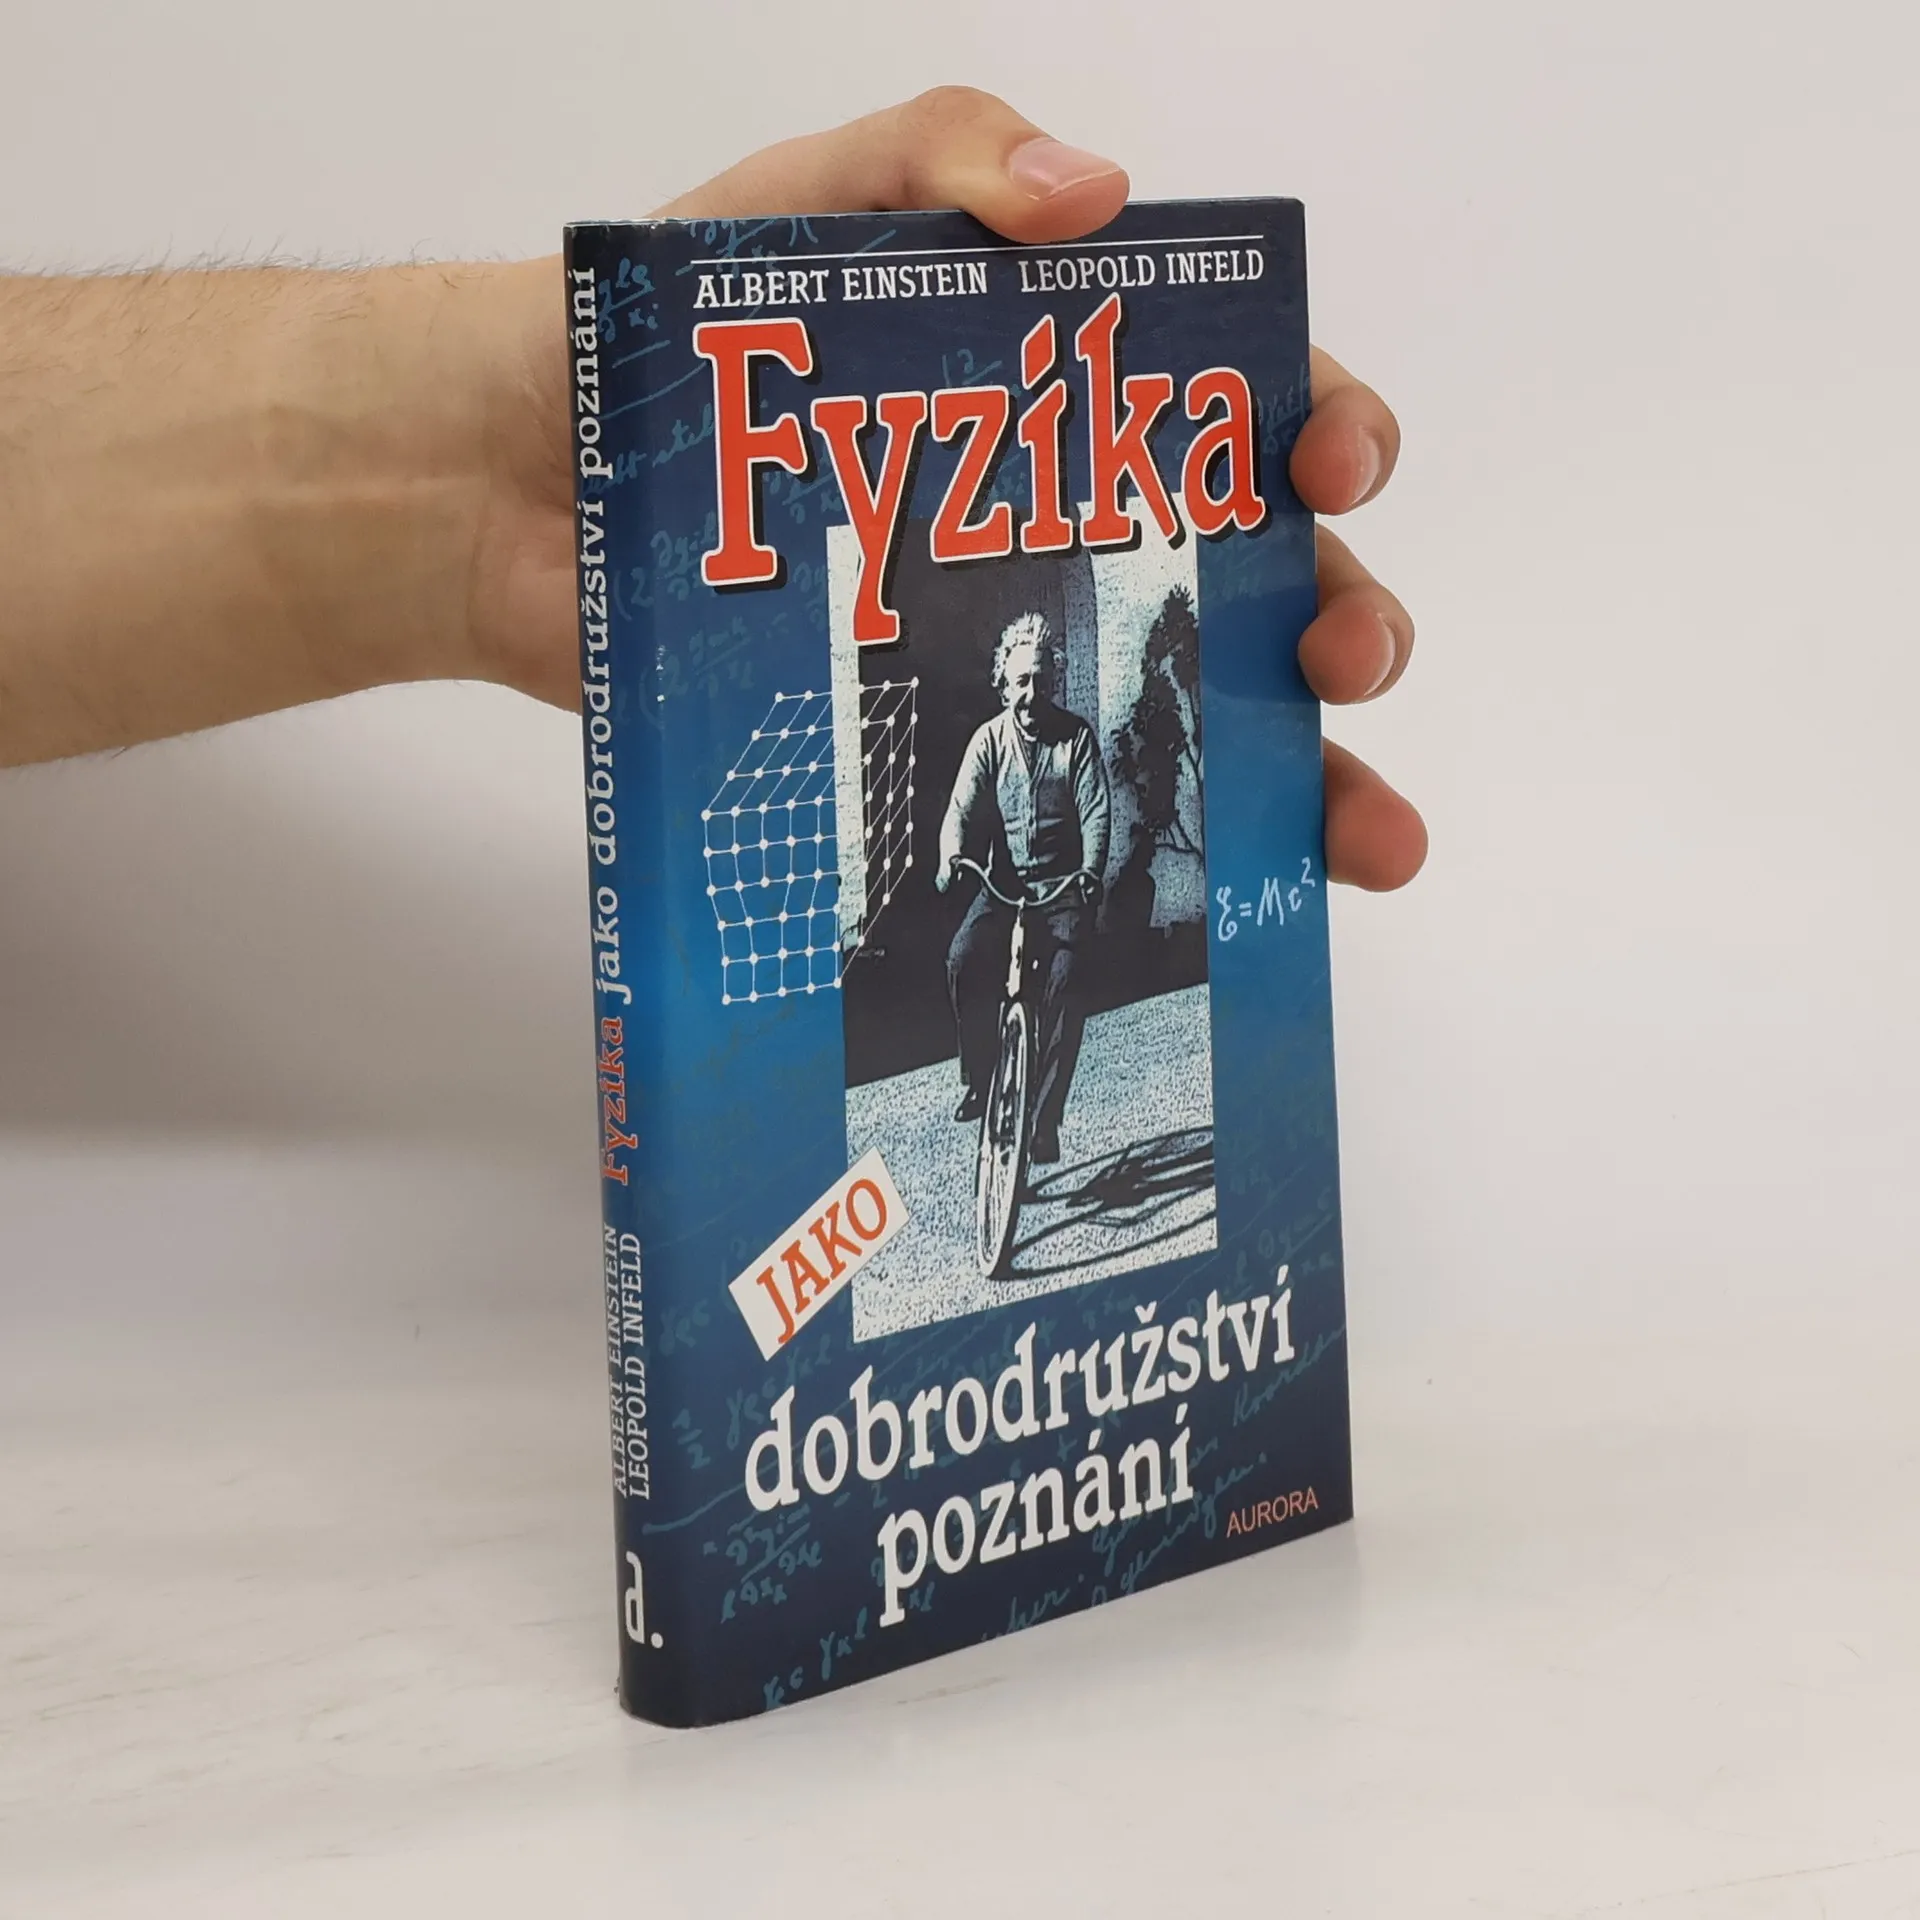 ALBERT EINSTEIN LEOPOLD INFELD
Fyzika
JAKO
dobrodružství
poznání
AURORA
ε=Mc²
ALBERT EINSTEIN
LEOPOLD INFELD
Fyzika jako dobrodružství poznání
a.